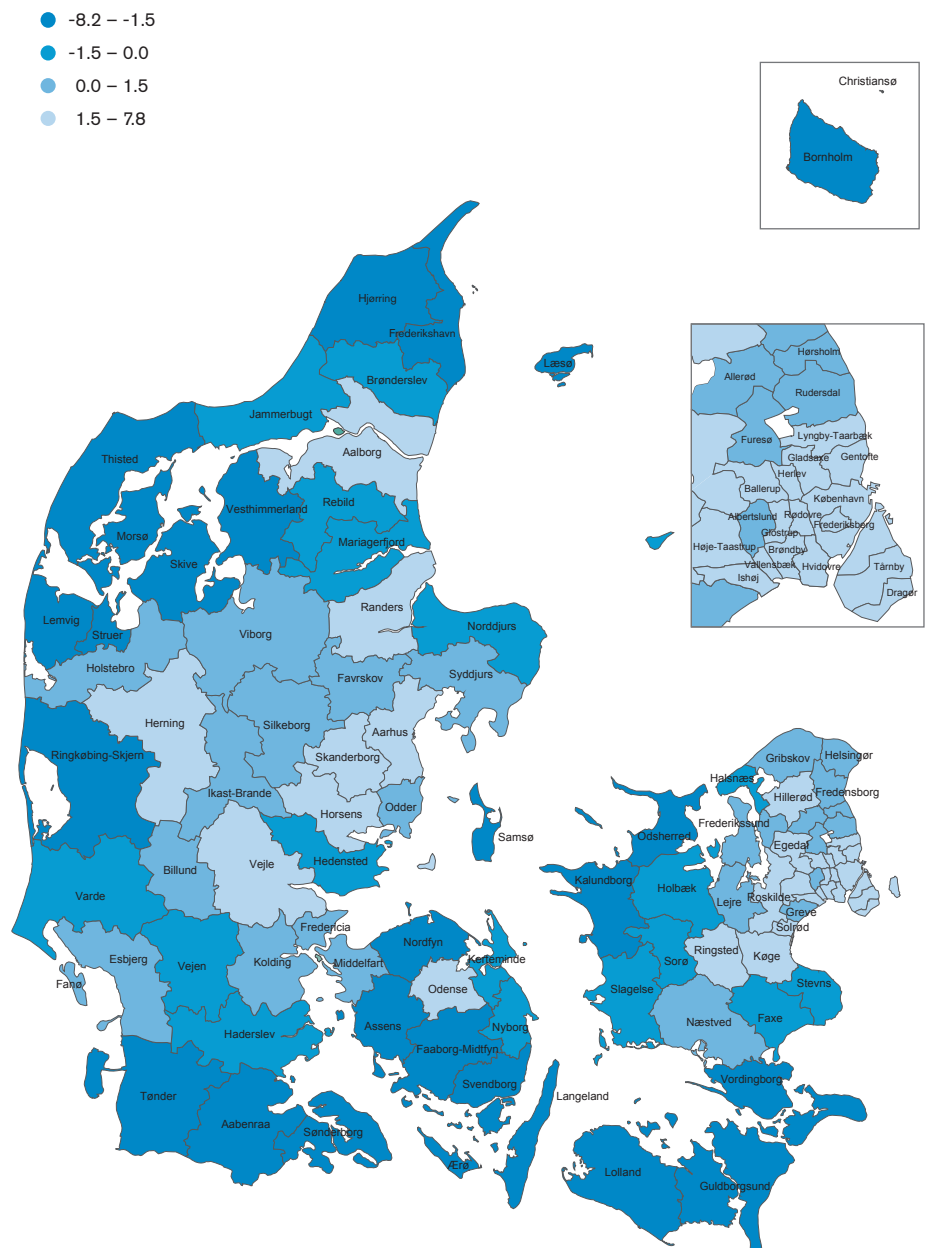 -8.2 – -1.5
-1.5 – 0.0
0.0 – 1.5
1.5 – 7.8
Christiansø
Bornholm
Hjørring
Frederikshavn
Læsø
Brønderslev
Jammerbugt
Aalborg
Thisted
Vesthimmerland
Rebild
Morsø
Mariagerfjord
Skive
Randers
Lemvig
Struer
Viborg
Norddjurs
Holstebro
Favrskov
Syddjurs
Herning
Silkeborg
Aarhus
Ringkøbing-Skjern
Skanderborg
Ikast-Brande
Horsens
Odder
Samsø
Hedensted
Vejle
Billund
Varde
Fredericia
Esbjerg
Vejen
Kolding
Middelfart
Fanø
Haderslev
Tønder
Aabenraa
Sønderborg
Nordfyn
Kerteminde
Odense
Assens
Nyborg
Faaborg-Midtfyn
Svendborg
Langeland
Ærø
Hørsholm
Allerød
Rudersdal
Furesø
Lyngby-Taarbæk
Gladsaxe
Gentofte
Herlev
Ballerup
København
Albertslund
Rødovre
Frederiksberg
Glostrup
Høje-Taastrup
Brøndby
Vallensbæk
Hvidovre
Tårnby
Ishøj
Dragør
Helsingør
Gribskov
Halsnæs
Hillerød
Fredensborg
Frederikssund
Odsherred
Egedal
Kalundborg
Holbæk
Lejre
Roskilde
Greve
Solrød
Ringsted
Køge
Sorø
Slagelse
Stevns
Næstved
Faxe
Vordingborg
Lolland
Guldborgsund